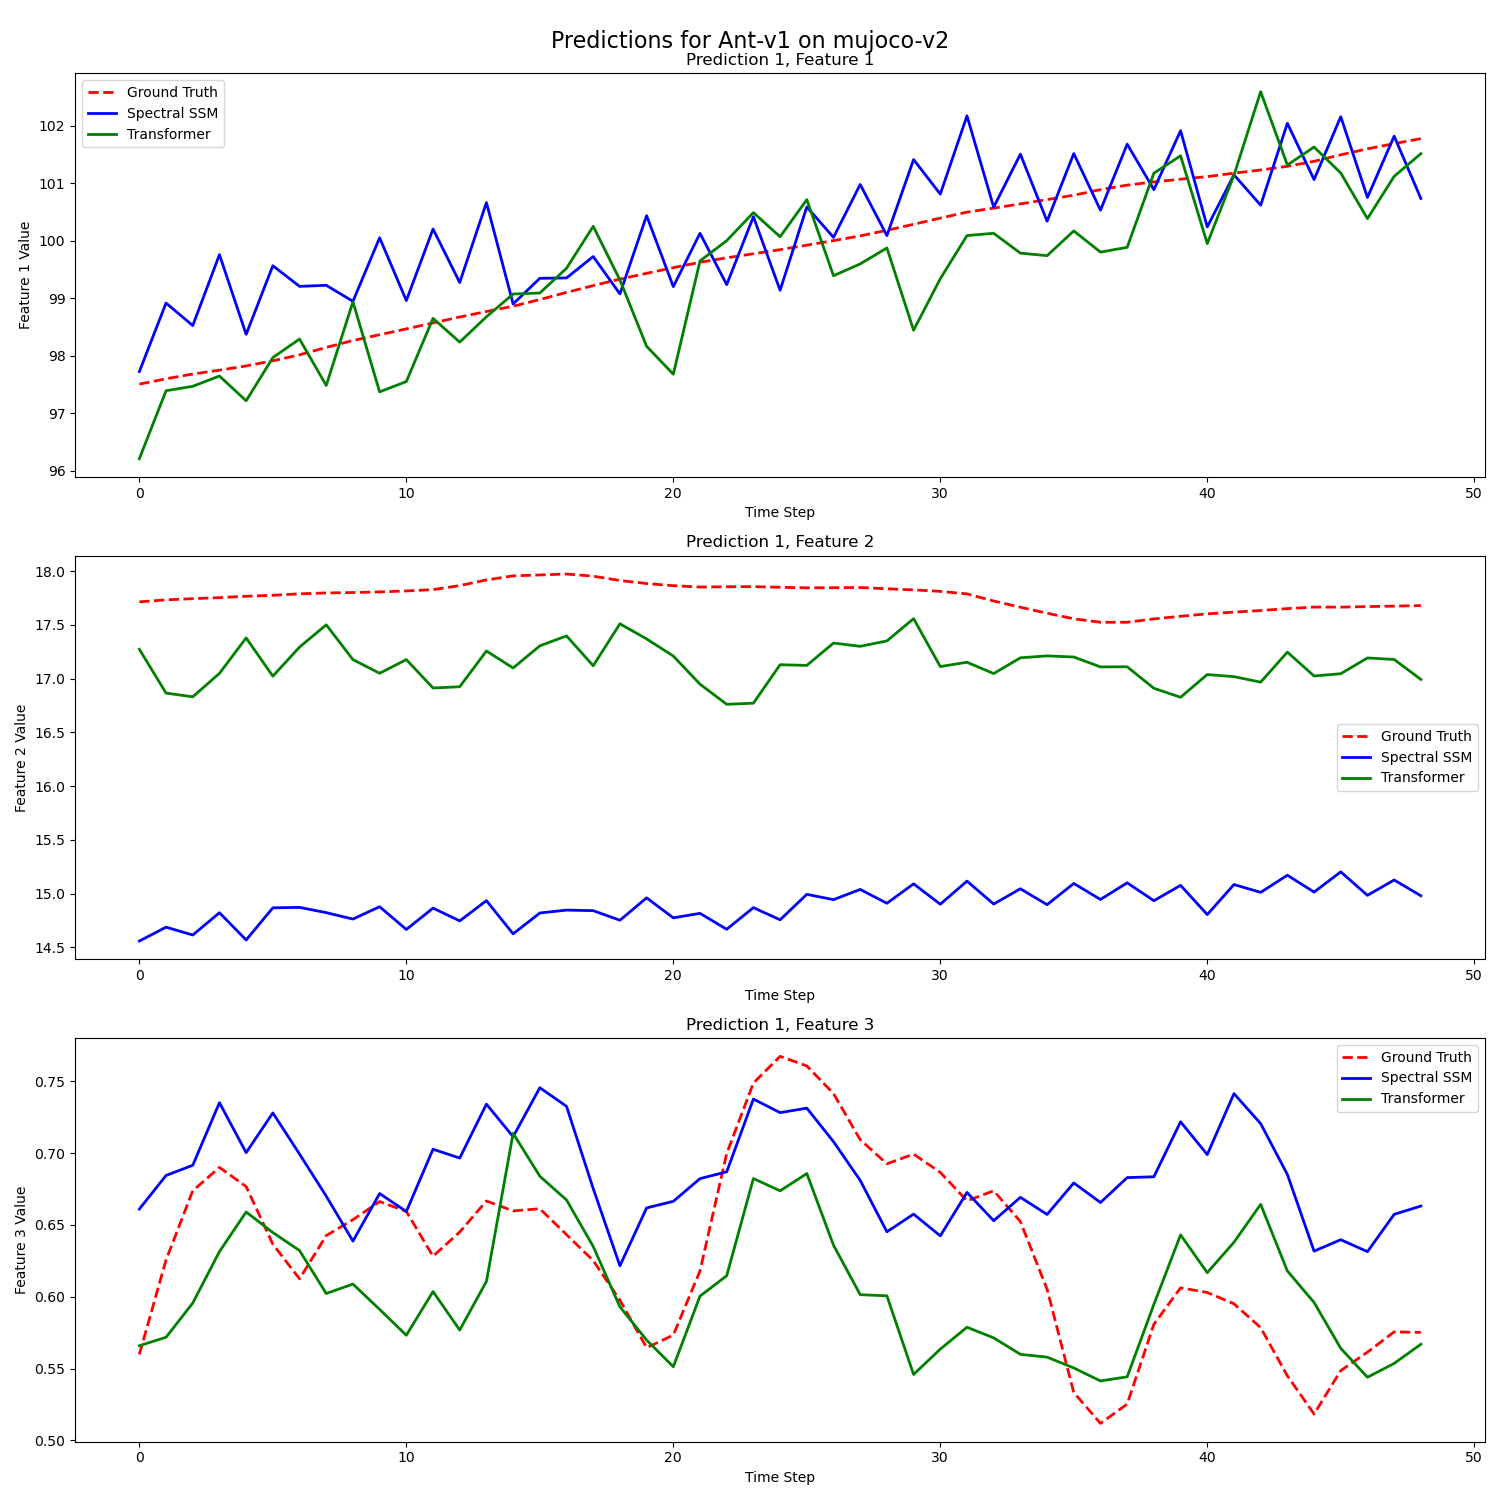 Predictions for Ant-v1 on mujoco-v2
Prediction 1, Feature 1
Ground Truth
Spectral SSM
Transformer
Feature 1 Value
102
101
100
99
98
97
96
0 10 20 30 40 50
Time Step
Prediction 1, Feature 2
Ground Truth
Spectral SSM
Transformer
Feature 2 Value
18.0
17.5
17.0
16.5
16.0
15.5
15.0
14.5
0 10 20 30 40 50
Time Step
Prediction 1, Feature 3
Ground Truth
Spectral SSM
Transformer
Feature 3 Value
0.75
0.70
0.65
0.60
0.55
0.50
0 10 20 30 40 50
Time Step